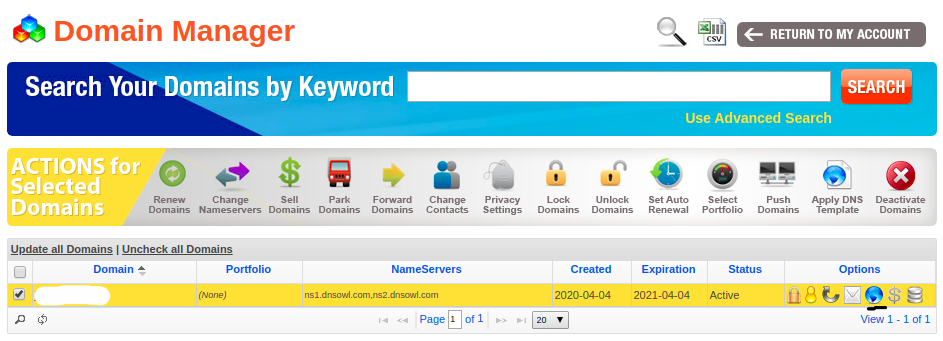 Domain Manager
CSV
RETURN TO MY ACCOUNT
Search Your Domains by Keyword
SEARCH
Use Advanced Search
ACTIONS for
Selected
Domains
Renew
Domains
Change
Nameservers
Sell
Domains
Park
Domains
Forward
Domains
Change
Contacts
Privacy
Settings
Lock
Domains
Unlock
Domains
Set Auto
Renewal
Select
Portfolio
Push
Domains
Apply DNS
Template
Deactivate
Domains
Update all Domains | Uncheck all Domains
Domain Portfolio NameServers Created Expiration Status Options
(None) ns1.dnsowl.com,ns2.dnsowl.com 2020-04-04 2021-04-04 Active
Page 1 of 1 20 View 1 - 1 of 1